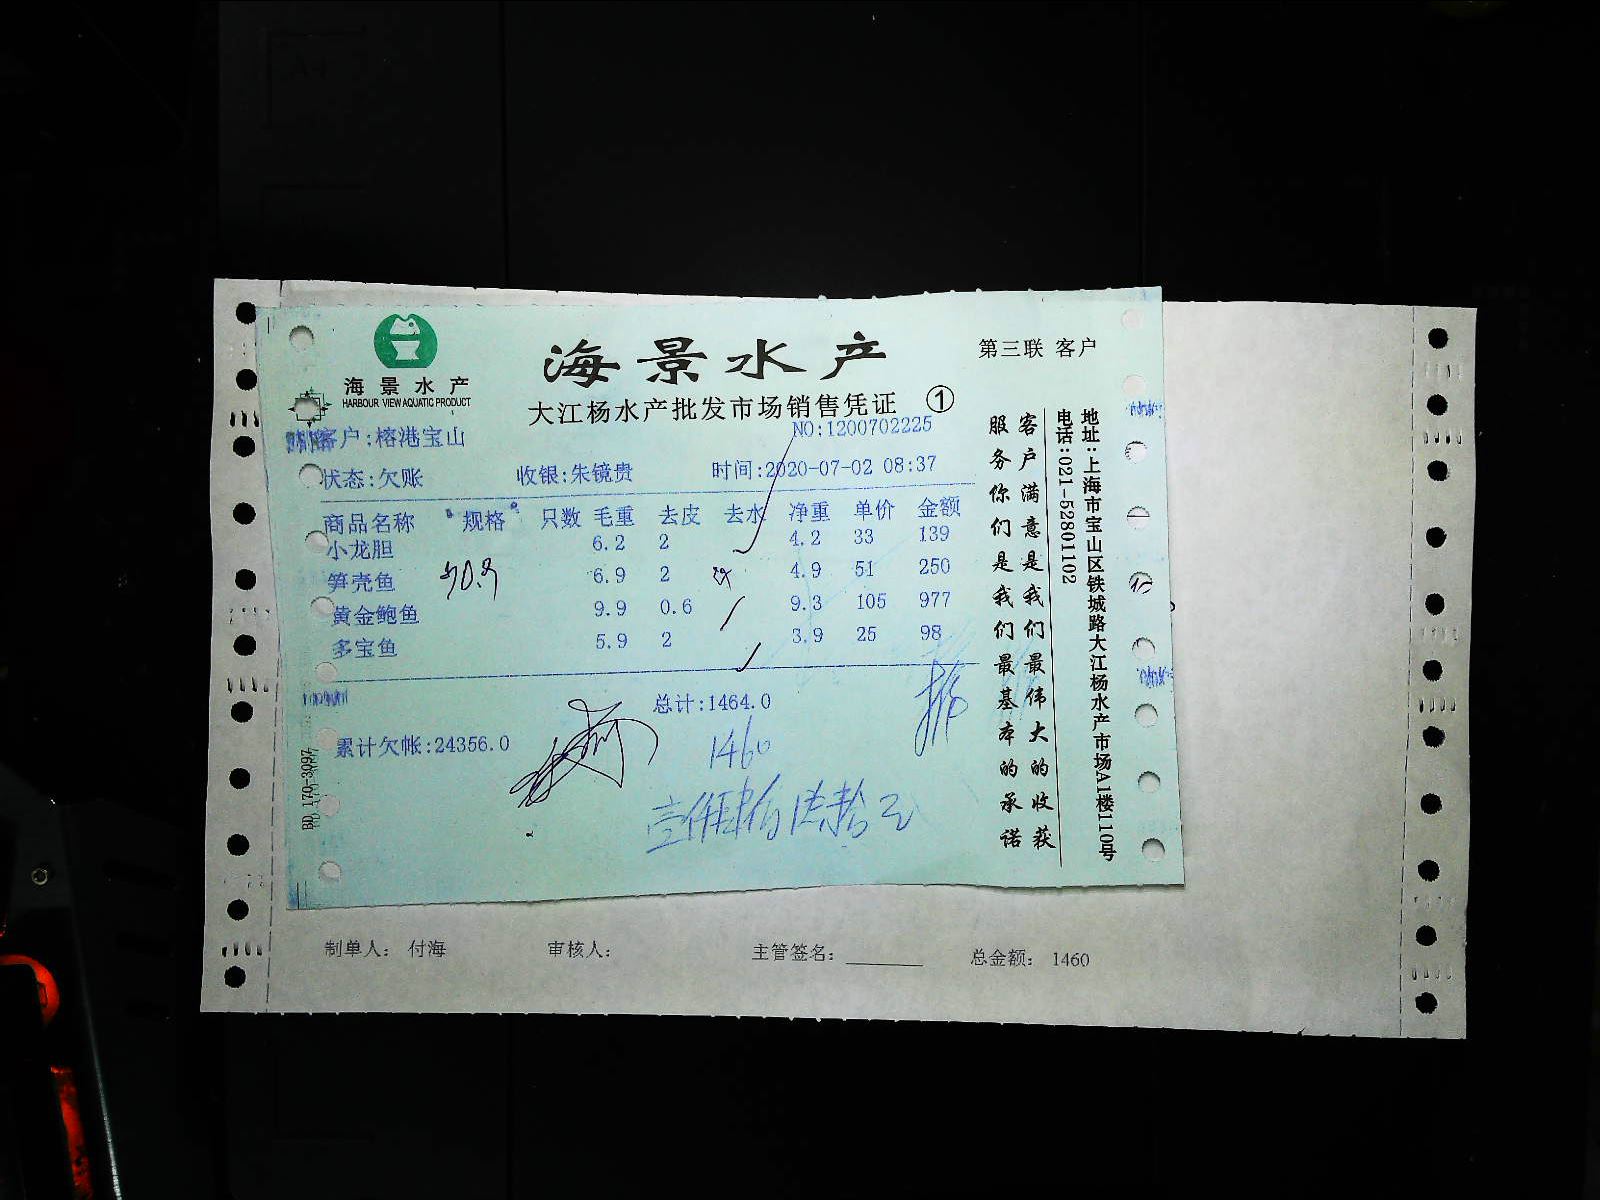 海景水产
HARBOUR VIEW AQUATIC PRODUCT
海景水产
第三联 客户
大江杨水产批发市场销售凭证 ①
NO:1200702225
客户:榕港宝山
状态:欠账 收银:朱镜贵 时间:2020-07-02 08:37
商品名称 规格 只数 毛重 去皮 去水 净重 单价 金额
小龙胆 6.2 2 4.2 33 139
笋壳鱼 6.9 2 4.9 51 250
黄金鲍鱼 9.9 0.6 9.3 105 977
多宝鱼 5.9 2 3.9 25 98
总计:1464.0
累计欠帐:24356.0
1460
壹仟肆佰陆拾元
客户满意是我们最伟大的收获
服务你们是我们最基本的承诺
地址:上海市宝山区铁城路大江杨水产市场A1楼110号
电话:021-52801102
制单人: 付海 审核人: 主管签名: 总金额: 1460